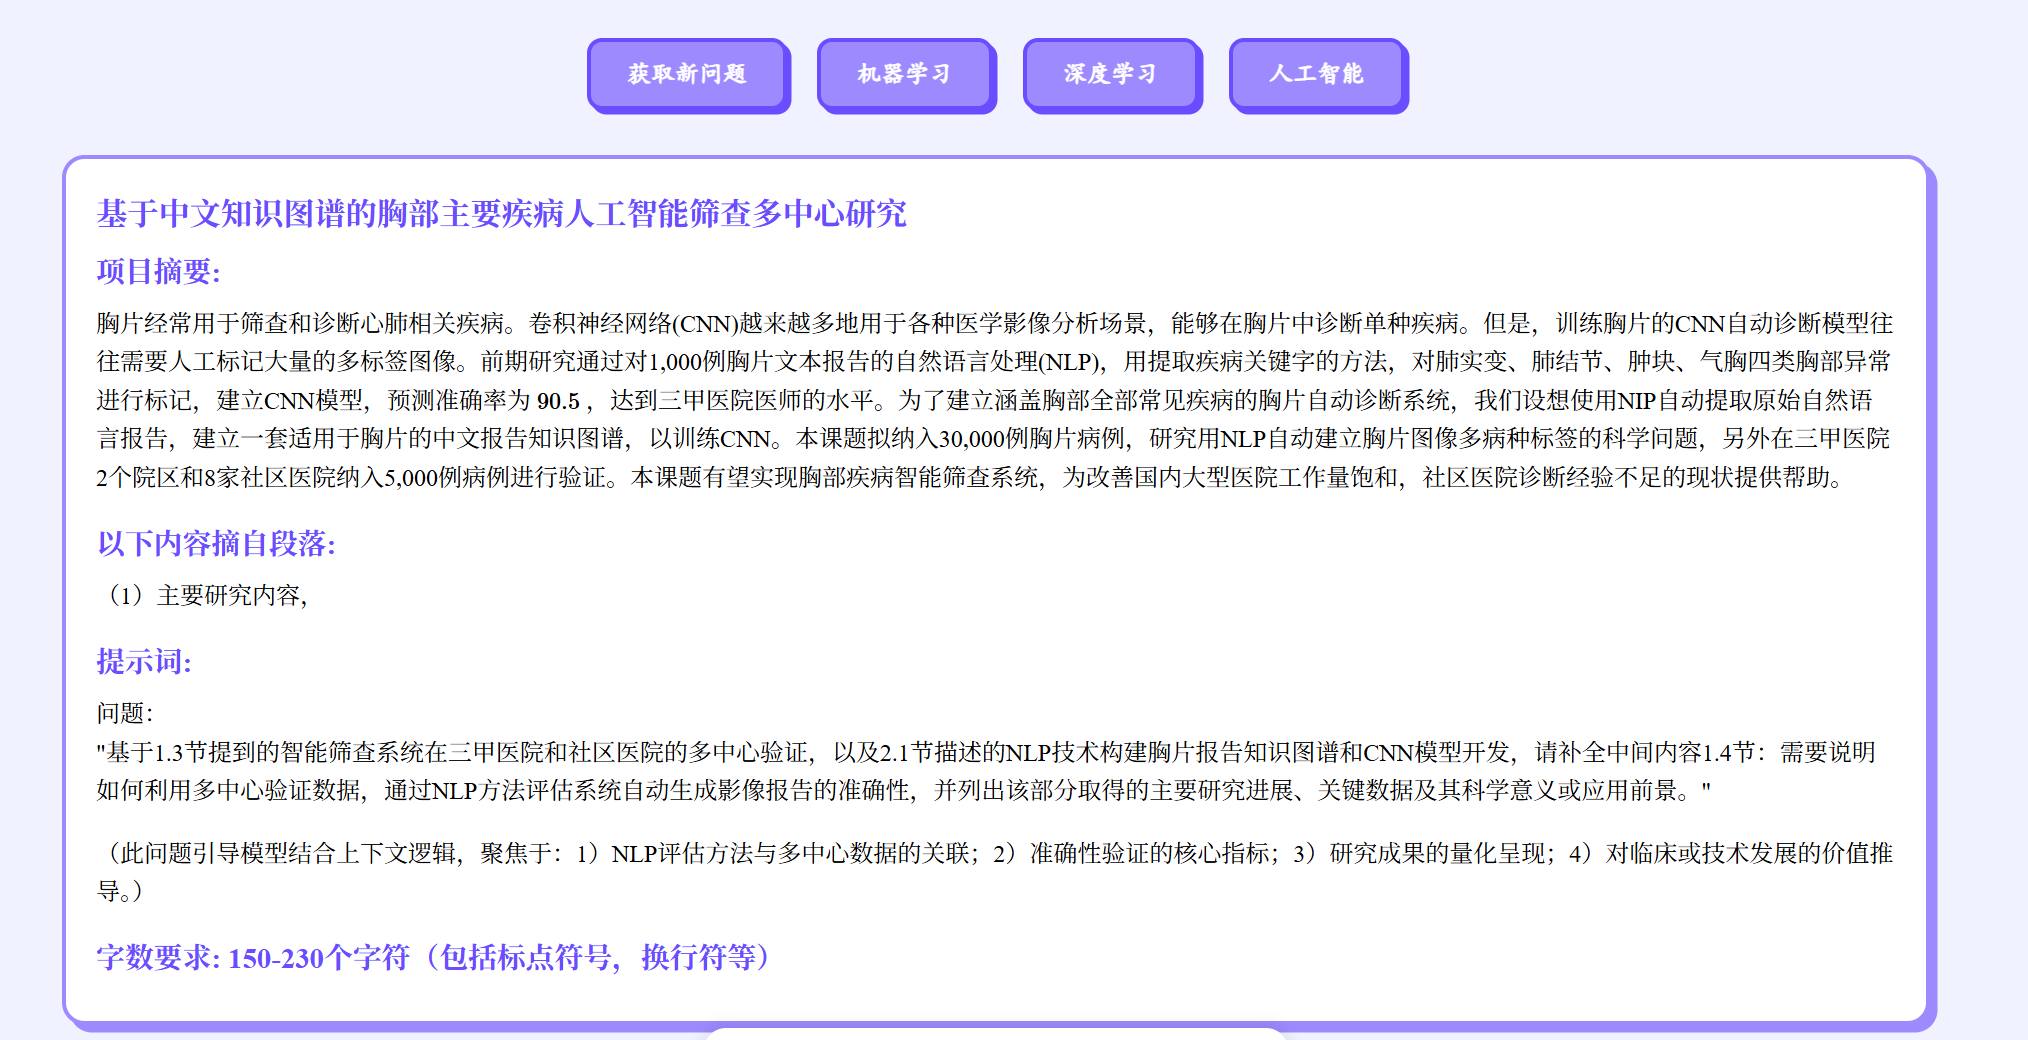 获取新问题
机器学习
深度学习
人工智能
基于中文知识图谱的胸部主要疾病人工智能筛查多中心研究
项目摘要:
胸片经常用于筛查和诊断心肺相关疾病。卷积神经网络(CNN)越来越多地用于各种医学影像分析场景，能够在胸片中诊断单种疾病。但是，训练胸片的CNN自动诊断模型往
往需要人工标记大量的多标签图像。前期研究通过对1,000例胸片文本报告的自然语言处理(NLP)，用提取疾病关键字的方法，对肺实变、肺结节、肿块、气胸四类胸部异常
进行标记，建立CNN模型，预测准确率为 90.5 ，达到三甲医院医师的水平。为了建立涵盖胸部全部常见疾病的胸片自动诊断系统，我们设想使用NIP自动提取原始自然语
言报告，建立一套适用于胸片的中文报告知识图谱，以训练CNN。本课题拟纳入30,000例胸片病例，研究用NLP自动建立胸片图像多病种标签的科学问题，另外在三甲医院
2个院区和8家社区医院纳入5,000例病例进行验证。本课题有望实现胸部疾病智能筛查系统，为改善国内大型医院工作量饱和，社区医院诊断经验不足的现状提供帮助。
以下内容摘自段落:
（1）主要研究内容，
提示词:
问题：
"基于1.3节提到的智能筛查系统在三甲医院和社区医院的多中心验证，以及2.1节描述的NLP技术构建胸片报告知识图谱和CNN模型开发，请补全中间内容1.4节：需要说明
如何利用多中心验证数据，通过NLP方法评估系统自动生成影像报告的准确性，并列出该部分取得的主要研究进展、关键数据及其科学意义或应用前景。"
（此问题引导模型结合上下文逻辑，聚焦于：1）NLP评估方法与多中心数据的关联；2）准确性验证的核心指标；3）研究成果的量化呈现；4）对临床或技术发展的价值推
导。）
字数要求: 150-230个字符（包括标点符号，换行符等）